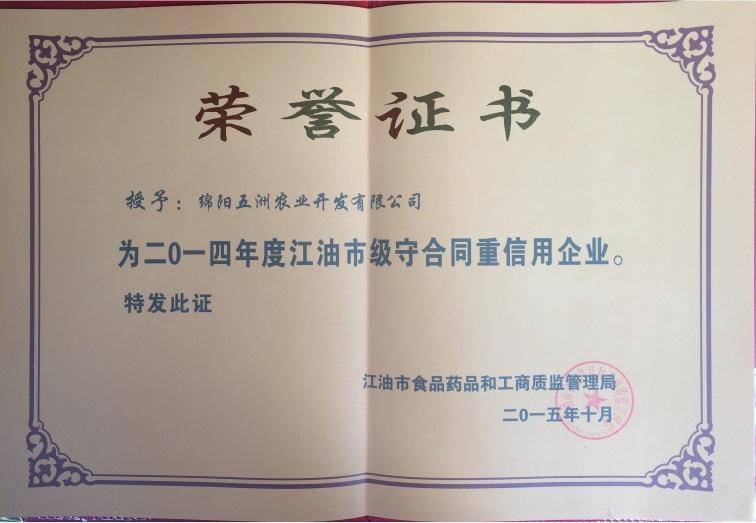 荣誉证书
授予：绵阳五洲农业开发有限公司
为二0一四年度江油市级守合同重信用企业。
特发此证
江油市食品药品和工商质监管理局
二0一五年十月